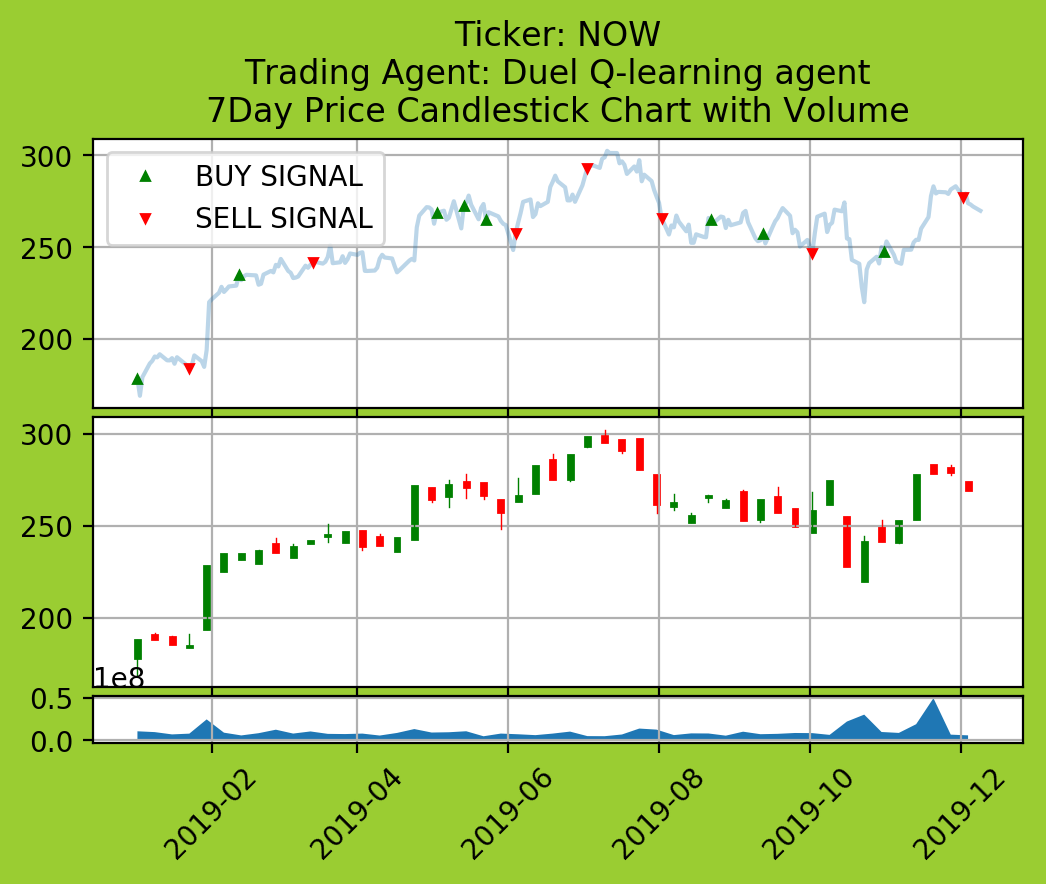 Ticker: NOW
Trading Agent: Duel Q-learning agent
7Day Price Candlestick Chart with Volume
300
250
200
BUY SIGNAL
SELL SIGNAL
300
250
200
1e8
0.5
0.0
2019-02
2019-04
2019-06
2019-08
2019-10
2019-12